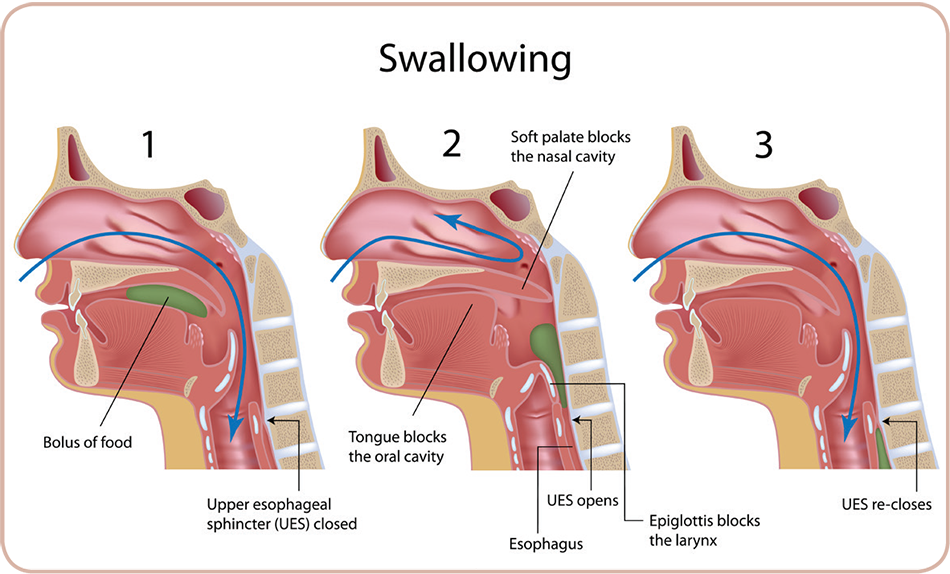 Swallowing
1
2
3
Soft palate blocks
the nasal cavity
Bolus of food
Upper esophageal
sphincter (UES) closed
Tongue blocks
the oral cavity
Esophagus
UES opens
Epiglottis blocks
the larynx
UES re-closes